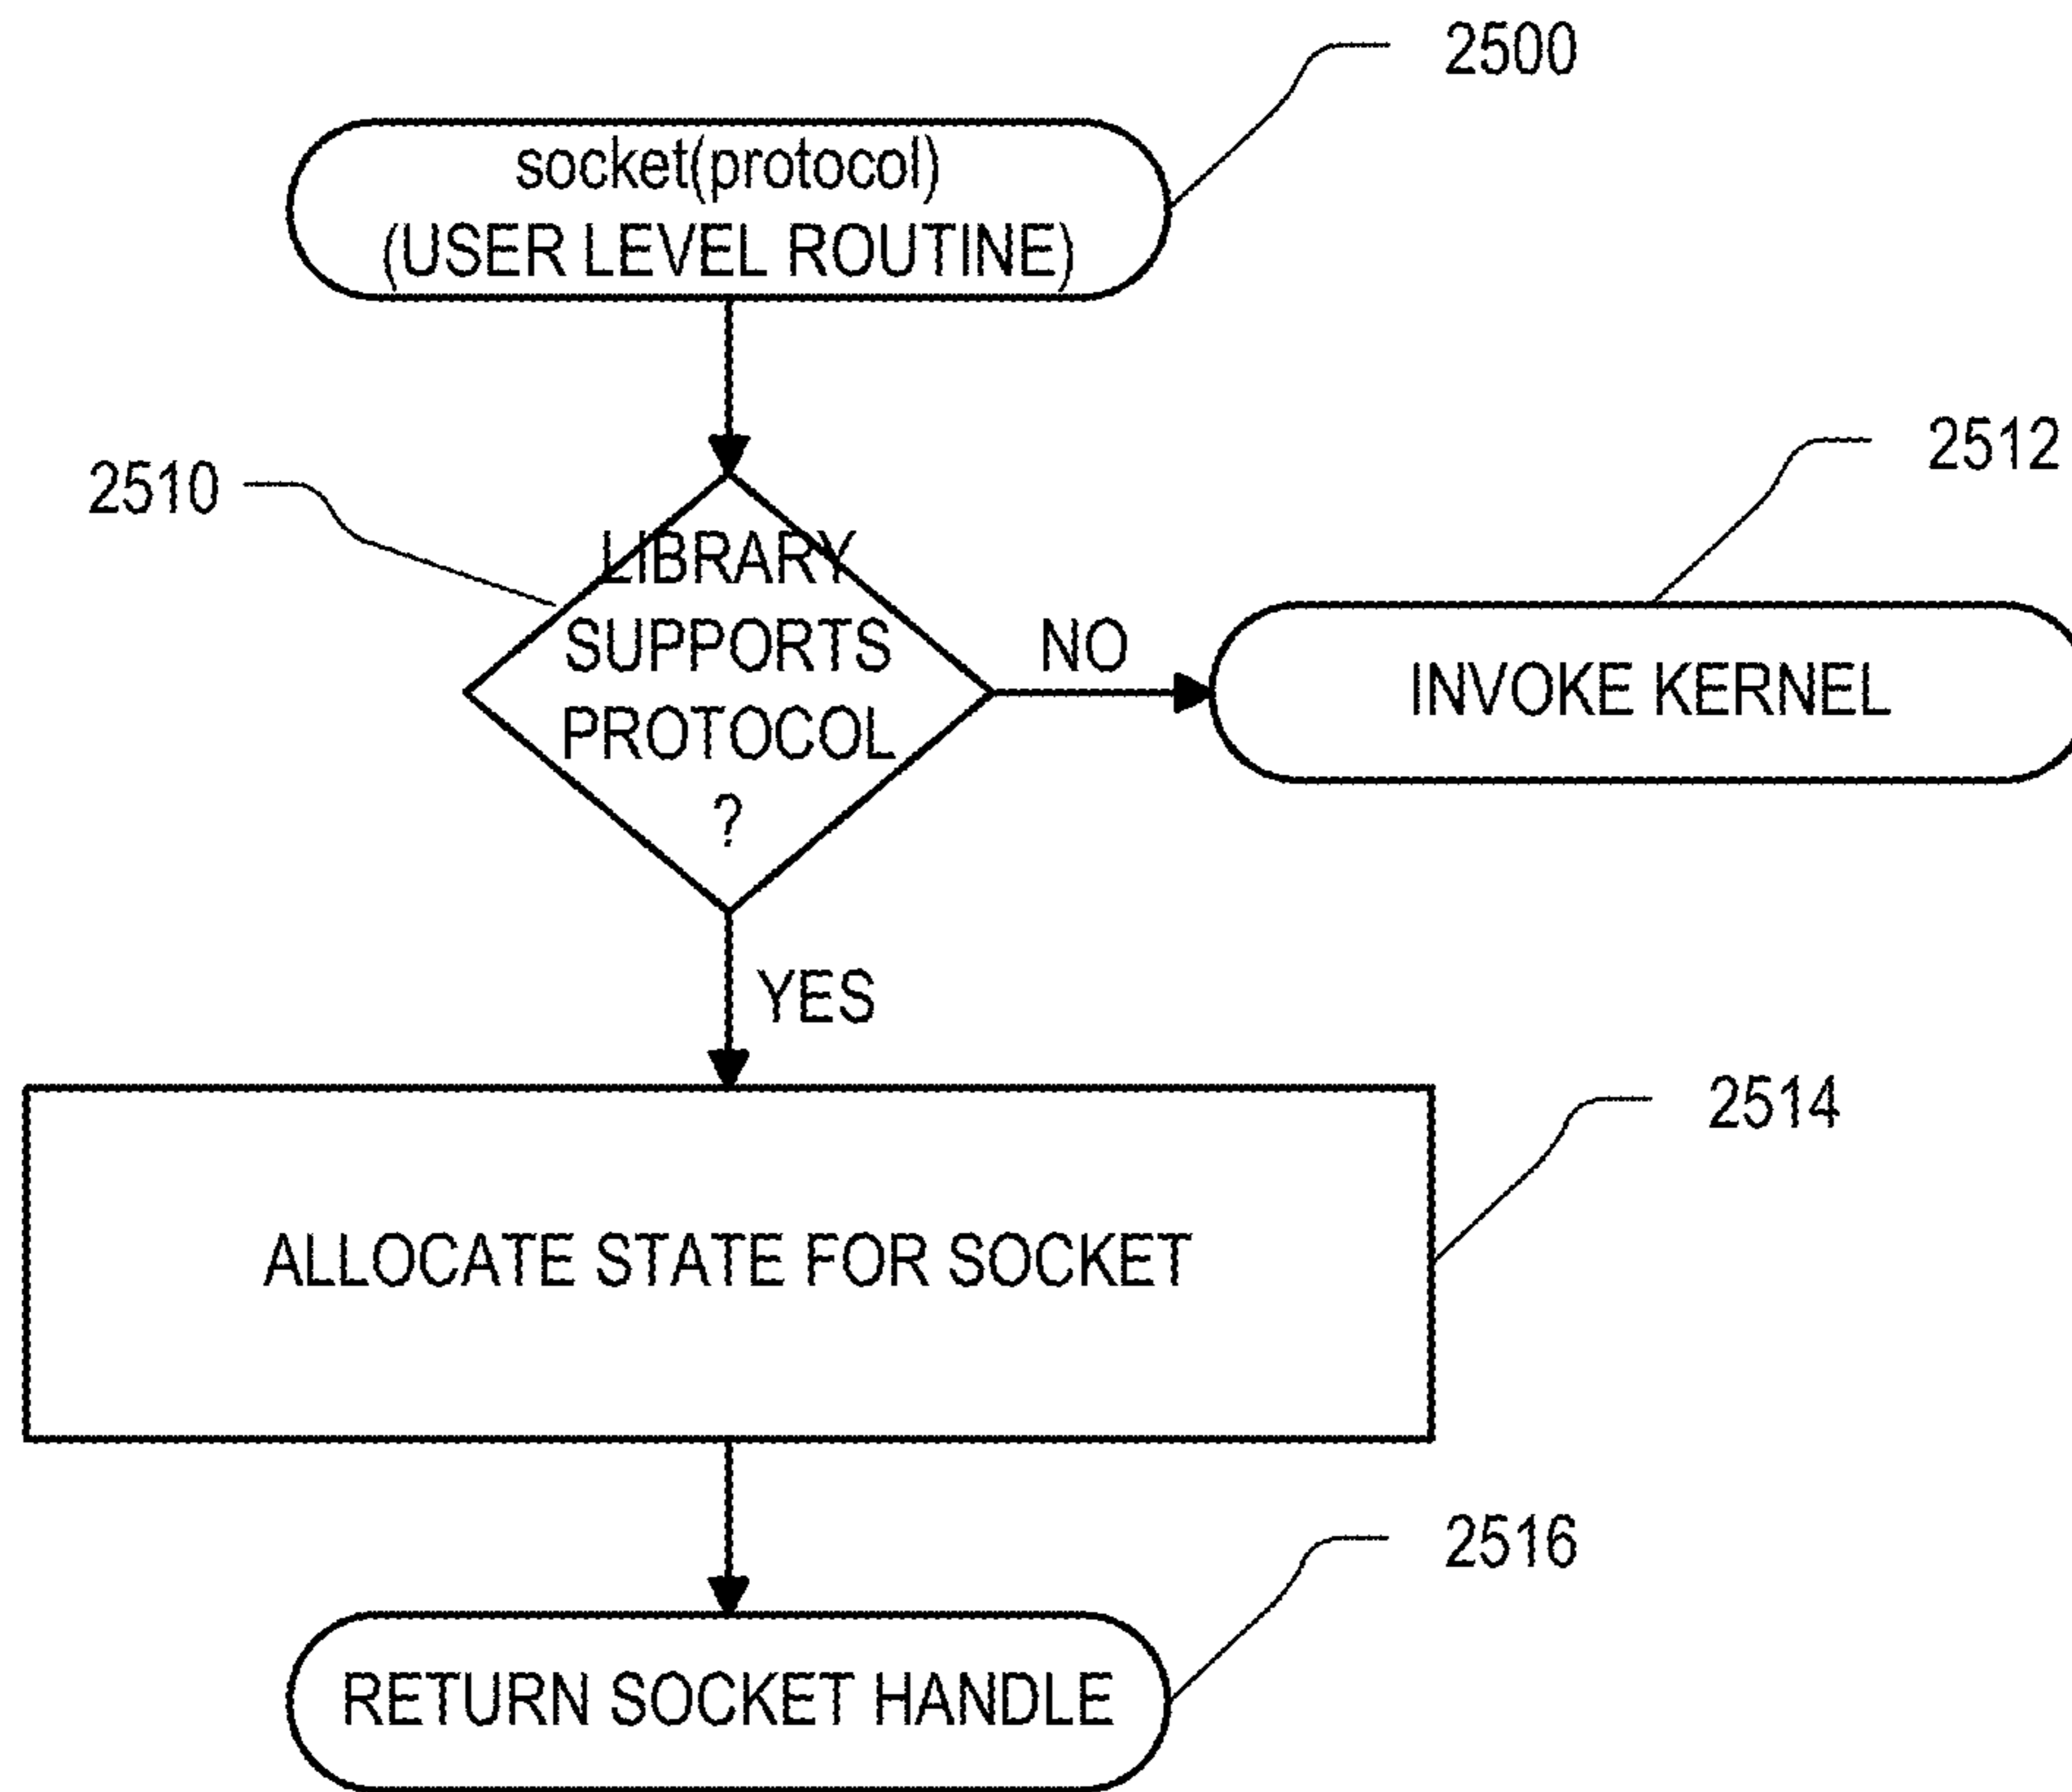 2500
socket(protocol)
(USER LEVEL ROUTINE)
2512
2510
LIBRARY
SUPPORTS
PROTOCOL
?
NO
INVOKE KERNEL
YES
2514
ALLOCATE STATE FOR SOCKET
2516
RETURN SOCKET HANDLE